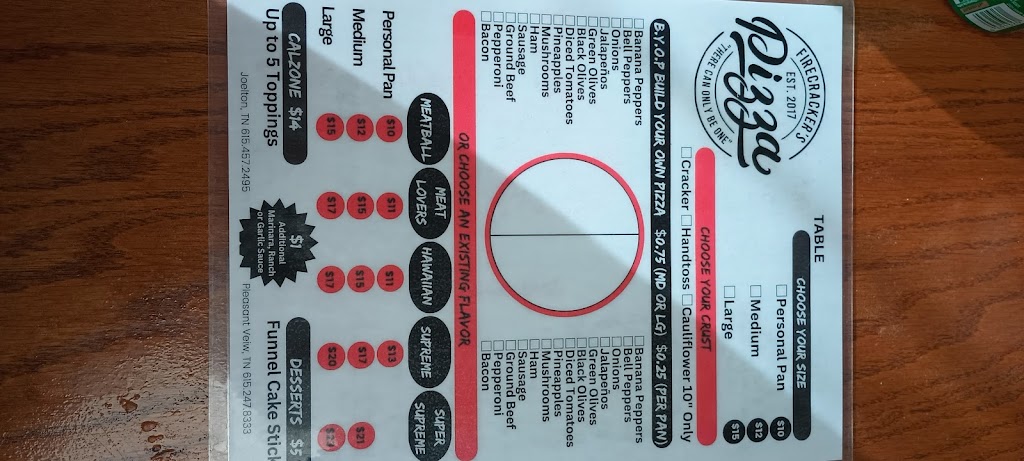 FIRECRACKER'S
EST. 2017
Pizza
"THERE CAN ONLY BE ONE"
TABLE
CHOOSE YOUR SIZE
Personal Pan $10
Medium $12
Large $15
CHOOSE YOUR CRUST
Cracker Handtoss Cauliflower 10" Only
B.Y.O.P BUILD YOUR OWN PIZZA $0.75 (MD OR LG) $0.25 (PER PAN)
Banana Peppers
Bell Peppers
Onions
Jalapeños
Green Olives
Black Olives
Diced Tomatoes
Pineapples
Mushrooms
Ham
Sausage
Ground Beef
Pepperoni
Bacon
Banana Peppers
Bell Peppers
Onions
Jalapeños
Green Olives
Black Olives
Diced Tomatoes
Pineapples
Mushrooms
Ham
Sausage
Ground Beef
Pepperoni
Bacon
OR CHOOSE AN EXISTING FLAVOR
MEATBALL
MEAT
LOVERS
HAWAIIAN
SUPREME
SUPER
SUPREME
Personal Pan $10 $11 $11 $13
Medium $12 $15 $15 $17 $21
Large $15 $17 $17 $20
CALZONE $14
Up to 5 Toppings
$1
Additional
Marinara, Ranch
or Garlic Sauce
DESSERTS $5
Funnel Cake Stick
Joelton, TN 615.457.2495
Pleasant Veiw, TN 615.247.8333